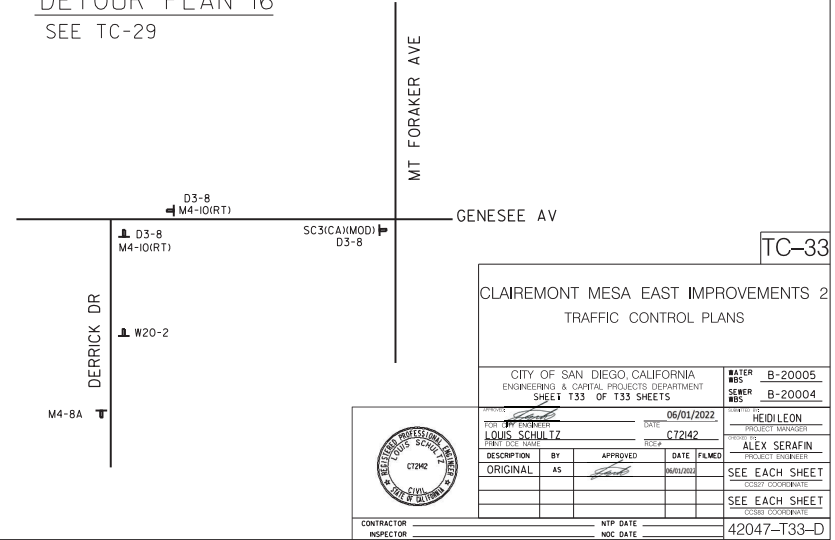 DETOUR PLAN 16
SEE TC-29
MT FORAKER AVE
D3-8
M4-10(RT)
GENESEE AV
D3-8
M4-10(RT)
SC3(CA)(MOD)
D3-8
DERRICK DR
W20-2
M4-8A
TC-33
CLAIREMONT MESA EAST IMPROVEMENTS 2
TRAFFIC CONTROL PLANS
CITY OF SAN DIEGO, CALIFORNIA
ENGINEERING & CAPITAL PROJECTS DEPARTMENT
SHEET T33 OF T33 SHEETS
WATER WBS B-20005
SEWER WBS B-20004
APPROVED:
06/01/2022
FOR CITY ENGINEER DATE
LOUIS SCHULTZ C72142
PRINT DCE NAME RCE#
SUBMITTED BY:
HEIDI LEON
PROJECT MANAGER
CHECKED BY:
ALEX SERAFIN
PROJECT ENGINEER
DESCRIPTION BY APPROVED DATE FILMED
ORIGINAL AS 06/01/2022
SEE EACH SHEET
CCS27 COORDINATE
SEE EACH SHEET
CCS83 COORDINATE
REGISTERED PROFESSIONAL ENGINEER
LOUIS SCHULTZ
C72142
CIVIL
STATE OF CALIFORNIA
CONTRACTOR NTP DATE
INSPECTOR NOC DATE
42047-T33-D